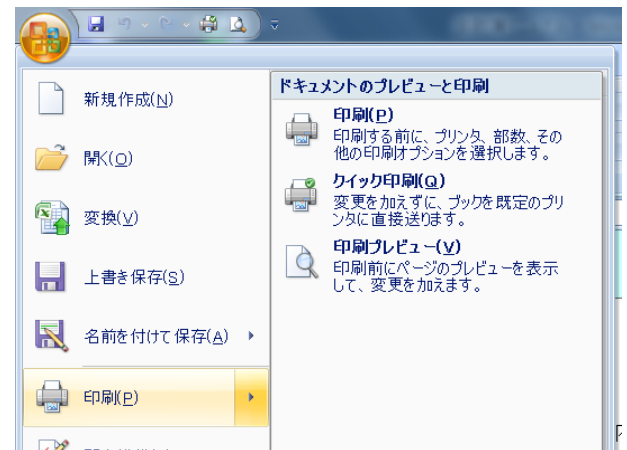 新規作成(N)
開く(O)
変換(V)
上書き保存(S)
名前を付けて保存(A)
印刷(P)
ドキュメントのプレビューと印刷
印刷(P)
印刷する前に、プリンタ、部数、その
他の印刷オプションを選択します。
クイック印刷(Q)
変更を加えずに、ブックを既定のプリ
ンタに直接送ります。
印刷プレビュー(V)
印刷前にページのプレビューを表示
して、変更を加えます。